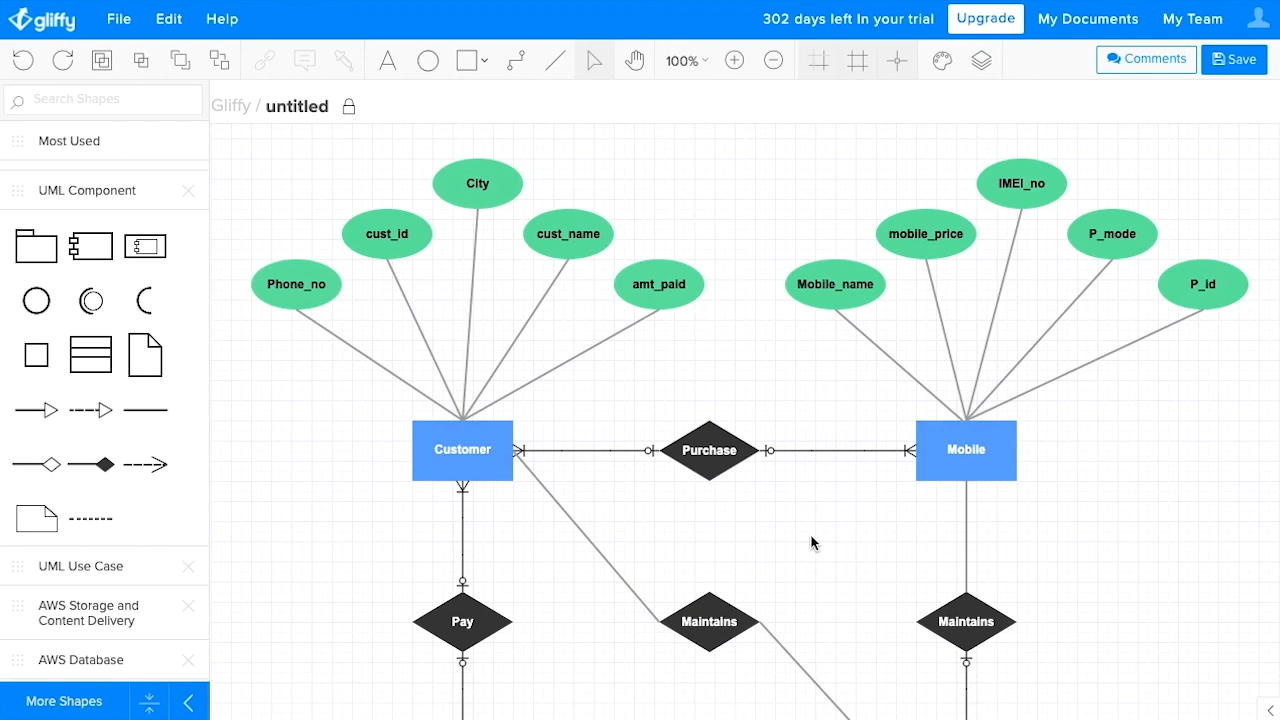 gliffy File Edit Help 302 days left In your trial Upgrade My Documents My Team
100% Comments Save
Search Shapes
Gliffy / untitled
Most Used
UML Component
UML Use Case
AWS Storage and
Content Delivery
AWS Database
More Shapes
City
cust_id cust_name
Phone_no amt_paid
IMEI_no
mobile_price P_mode
Mobile_name P_id
Customer Purchase Mobile
Pay Maintains Maintains